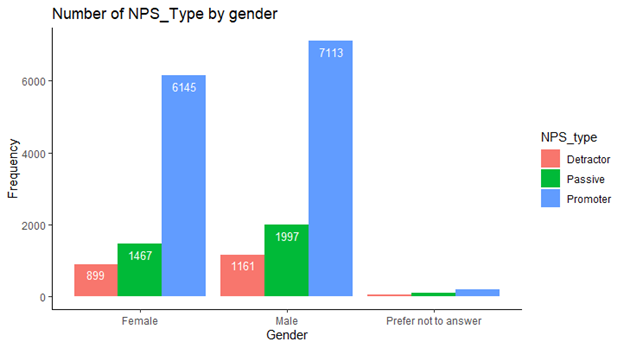 Number of NPS_Type by gender
6145
7113
6000
NPS_type
Detractor
Passive
Promoter
Frequency
4000
2000
1467
1997
899
1161
0
Female
Male
Prefer not to answer
Gender